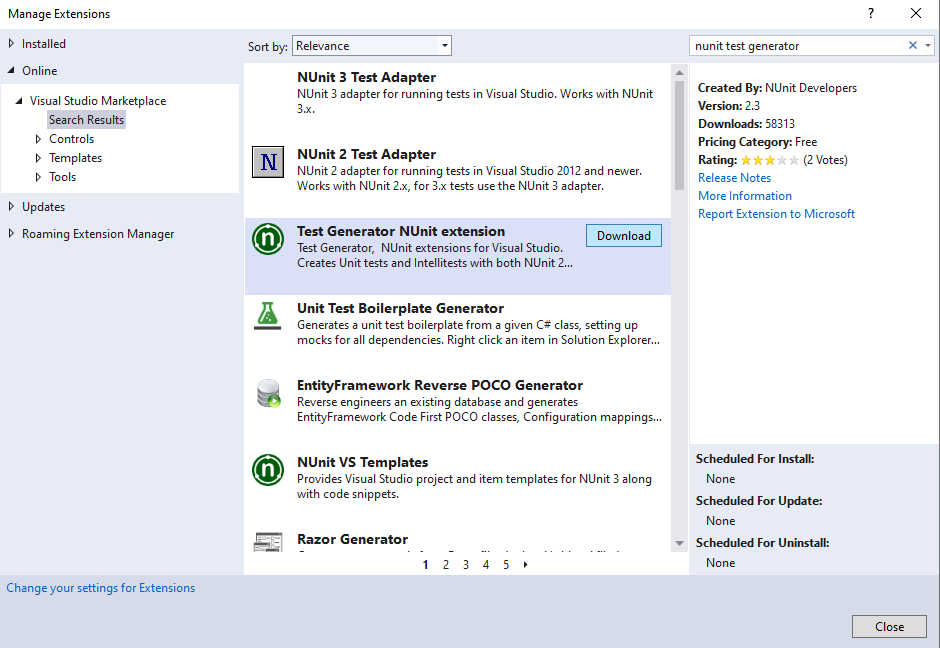 Manage Extensions
?
Installed
Online
Visual Studio Marketplace
Search Results
Controls
Templates
Tools
Updates
Roaming Extension Manager
Change your settings for Extensions
Sort by: Relevance
NUnit 3 Test Adapter
NUnit 3 adapter for running tests in Visual Studio. Works with NUnit
3.x.
N
NUnit 2 Test Adapter
NUnit 2 adapter for running tests in Visual Studio 2012 and newer.
Works with NUnit 2.x, for 3.x tests use the NUnit 3 adapter.
n
Test Generator NUnit extension
Download
Test Generator,  NUnit extensions for Visual Studio.
Creates Unit tests and Intellitests with both NUnit 2...
Unit Test Boilerplate Generator
Generates a unit test boilerplate from a given C# class, setting up
mocks for all dependencies. Right click an item in Solution Explorer...
EntityFramework Reverse POCO Generator
Reverse engineers an existing database and generates
EntityFramework Code First POCO classes, Configuration mappings...
n
NUnit VS Templates
Provides Visual Studio project and item templates for NUnit 3 along
with code snippets.
Razor Generator
1 2 3 4 5
nunit test generator
Created By: NUnit Developers
Version: 2.3
Downloads: 58313
Pricing Category: Free
Rating: (2 Votes)
Release Notes
More Information
Report Extension to Microsoft
Scheduled For Install:
None
Scheduled For Update:
None
Scheduled For Uninstall:
None
Close